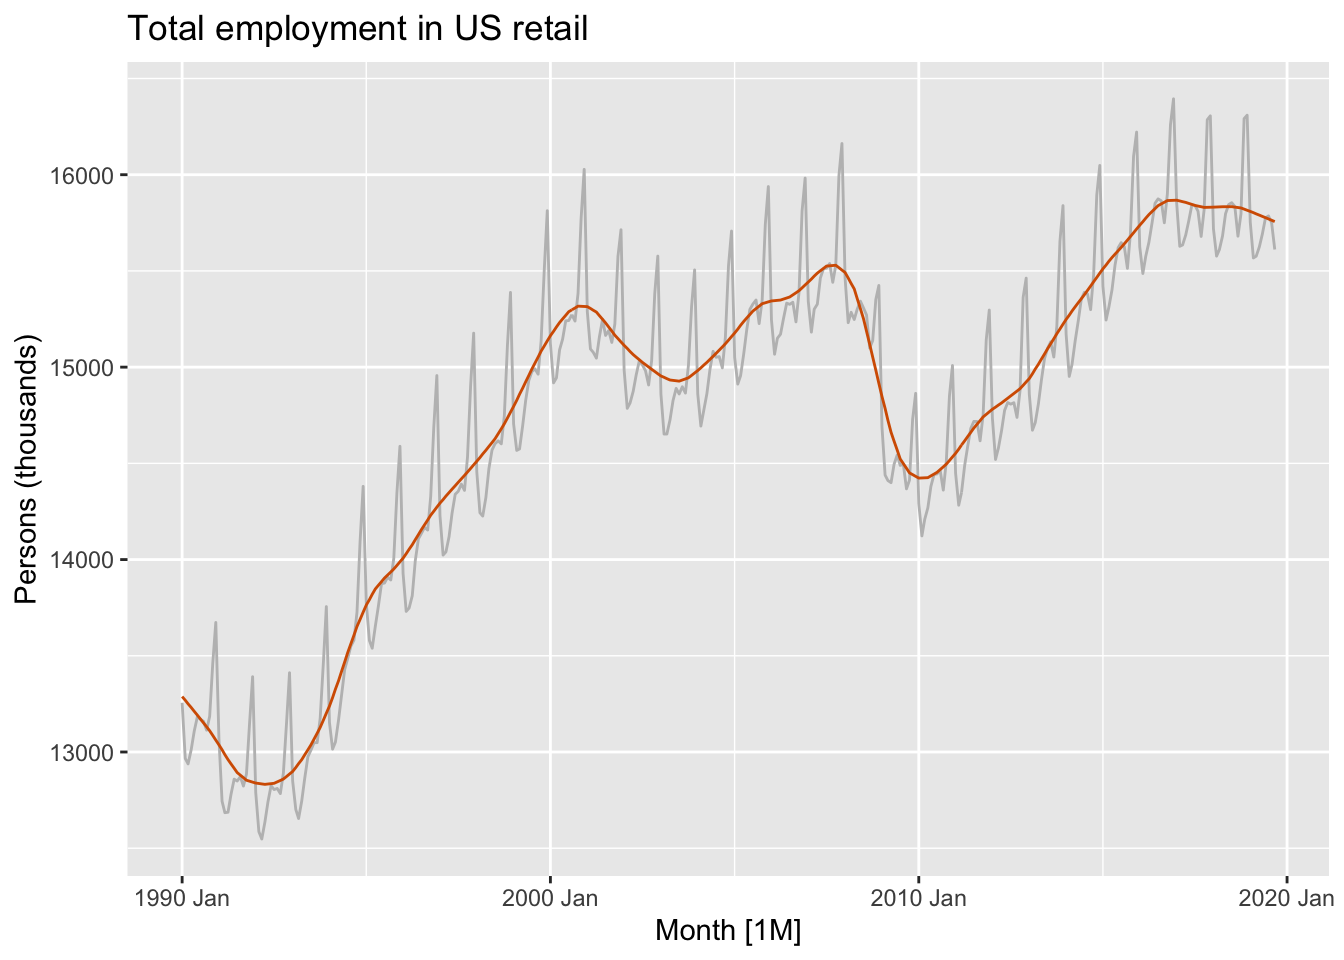 Total employment in US retail
Persons (thousands)
16000
15000
14000
13000
1990 Jan
2000 Jan
2010 Jan
2020 Jan
Month [1M]